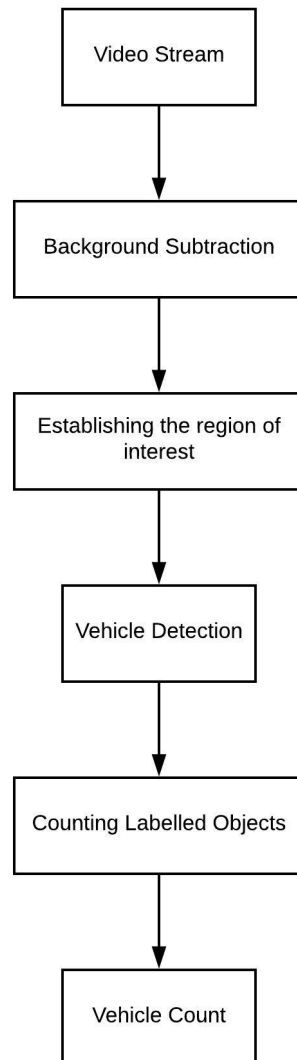 Video Stream
Background Subtraction
Establishing the region of
interest
Vehicle Detection
Counting Labelled Objects
Vehicle Count